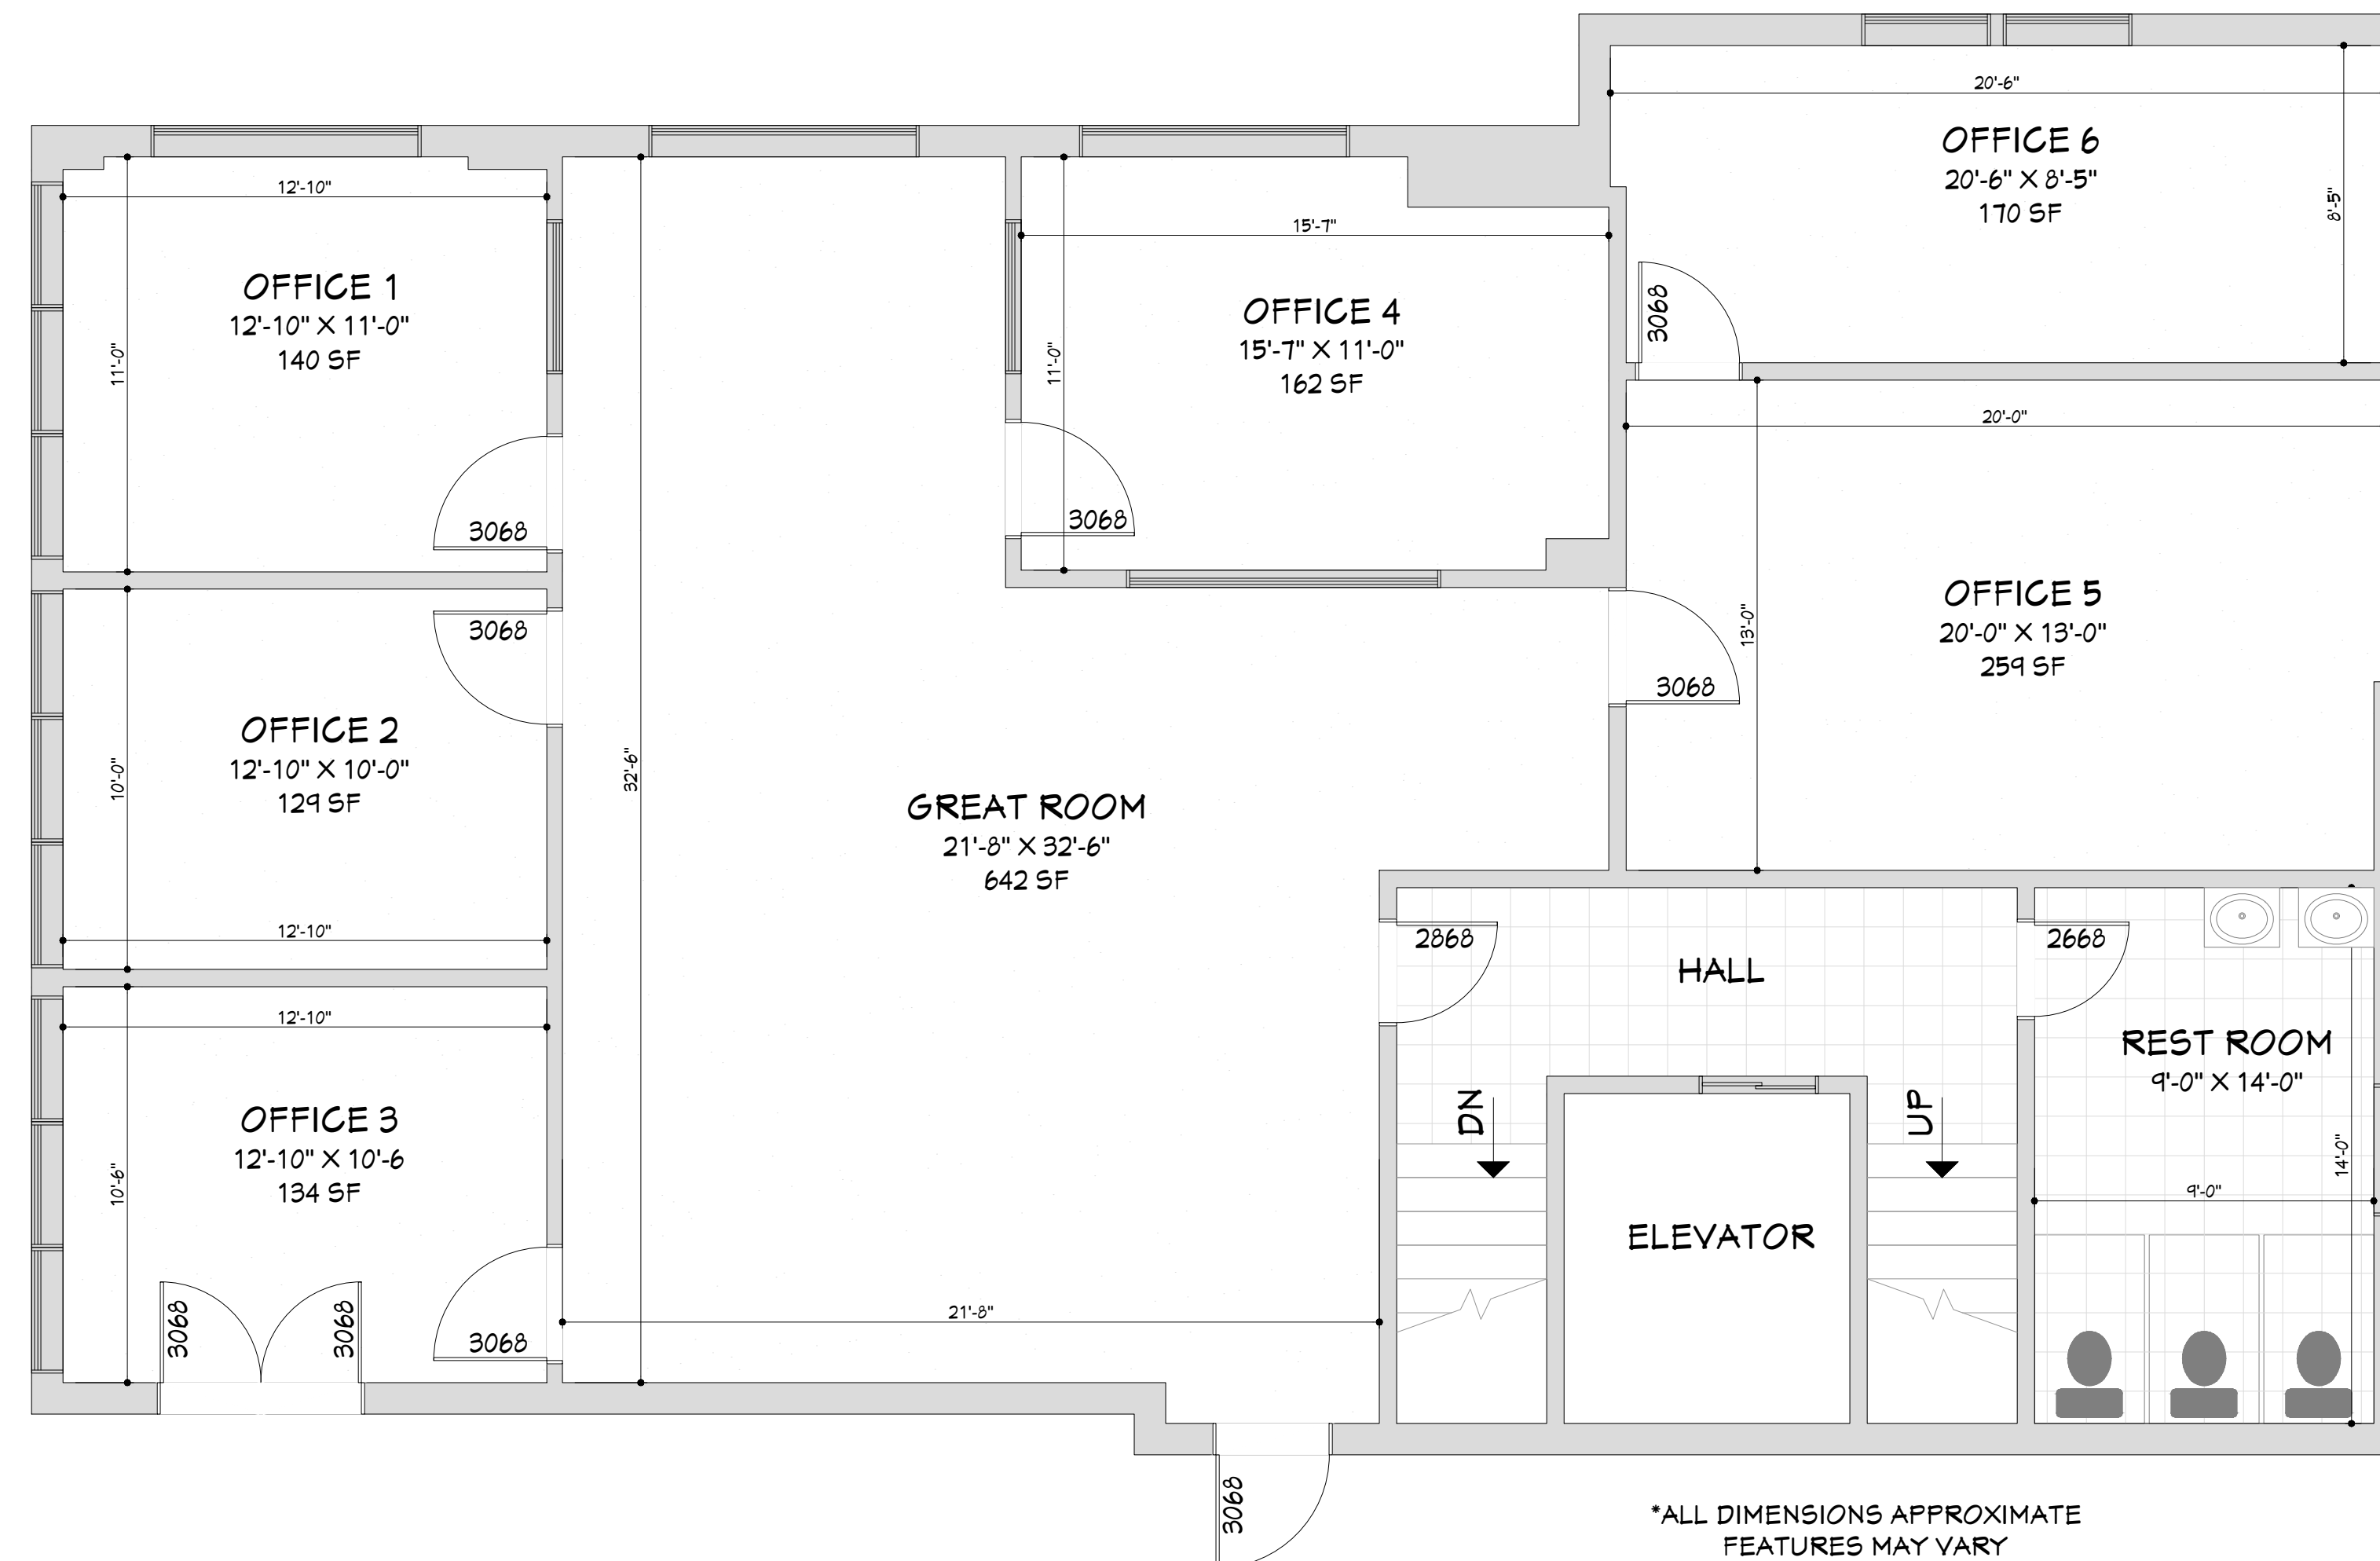 20'-6"
OFFICE 6
20'-6" X 8'-5"
170 SF
8'-5"
3068
12'-10"
OFFICE 1
12'-10" X 11'-0"
140 SF
11'-0"
3068
15'-7"
OFFICE 4
15'-7" X 11'-0"
162 SF
11'-0"
3068
20'-0"
OFFICE 5
20'-0" X 13'-0"
259 SF
13'-0"
3068
3068
OFFICE 2
12'-10" X 10'-0"
129 SF
10'-0"
12'-10"
32'-6"
GREAT ROOM
21'-8" X 32'-6"
642 SF
21'-8"
12'-10"
OFFICE 3
12'-10" X 10'-6
134 SF
10'-6"
3068
3068
3068
2868
HALL
2668
DN
UP
ELEVATOR
REST ROOM
9'-0" X 14'-0"
14'-0"
9'-0"
3068
*ALL DIMENSIONS APPROXIMATE
FEATURES MAY VARY